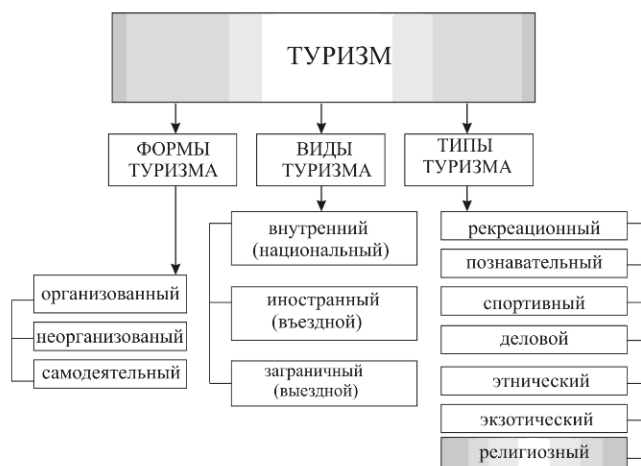 ТУРИЗМ
ФОРМЫ
ТУРИЗМА
ВИДЫ
ТУРИЗМА
ТИПЫ
ТУРИЗМА
организованный
неорганизованый
самодеятельный
внутренний
(национальный)
иностранный
(въездной)
заграничный
(выездной)
рекреационный
познавательный
спортивный
деловой
этнический
экзотический
религиозный